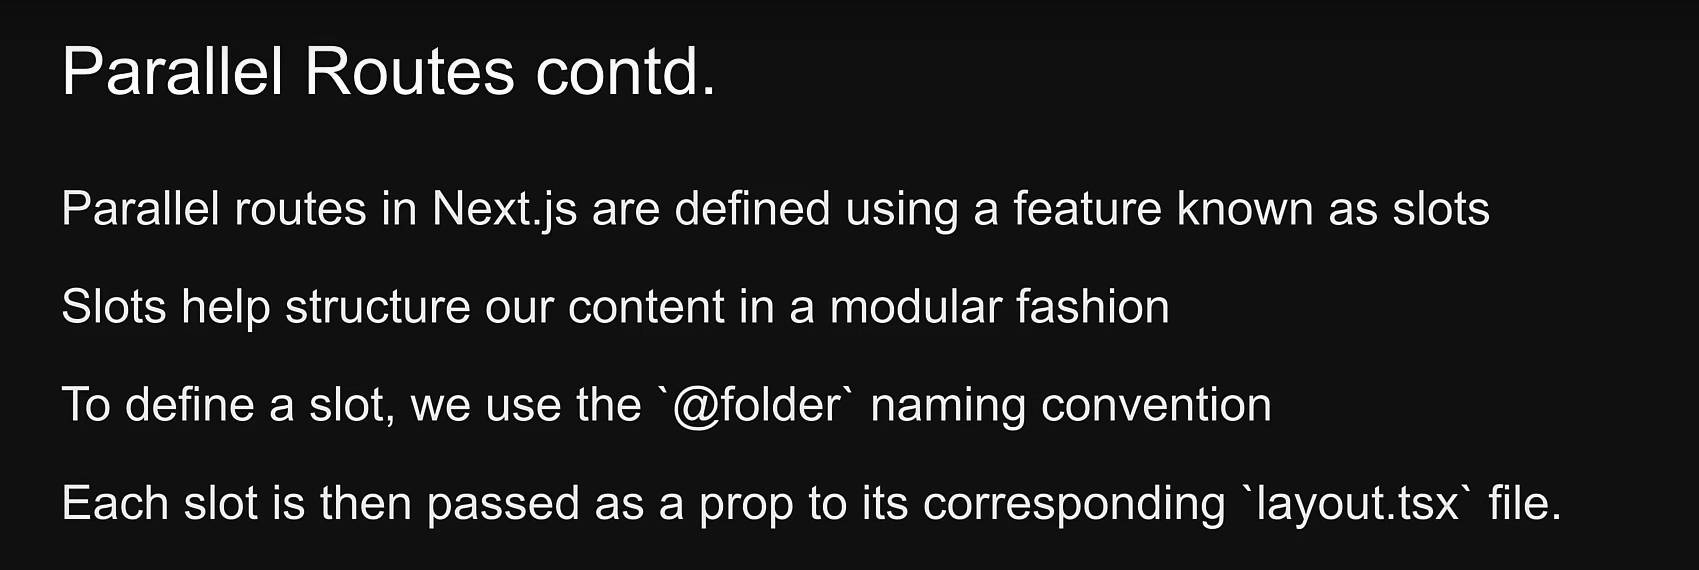 Parallel Routes contd.
Parallel routes in Next.js are defined using a feature known as slots
Slots help structure our content in a modular fashion
To define a slot, we use the `@folder` naming convention
Each slot is then passed as a prop to its corresponding `layout.tsx` file.